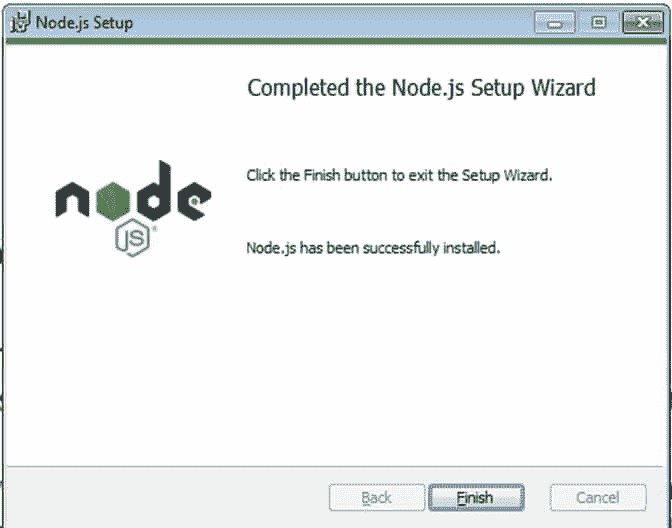 Node.js Setup
Completed the Node.js Setup Wizard
node
JS
Click the Finish button to exit the Setup Wizard.
Node.js has been successfully installed.
Back
Finish
Cancel